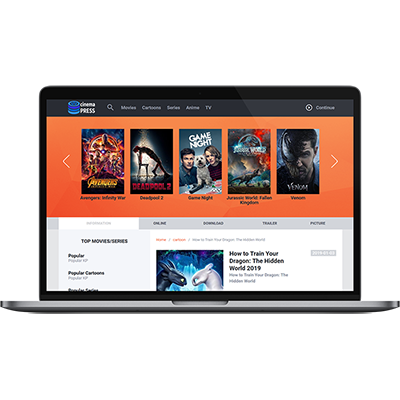 cinema
PRESS
Movies Cartoons Series Anime TV
Continue
AVENGERS
DEADPOOL 2
GAME
NIGHT
JURASSIC WORLD
VENOM
Avengers: Infinity War Deadpool 2 Game Night Jurassic World: Fallen
Kingdom Venom
INFORMATION ONLINE DOWNLOAD TRAILER PICTURE
TOP MOVIES/SERIES
Home / cartoon / How to Train Your Dragon: The Hidden World
Popular
Popular KP
Popular Cartoons
Popular KP
Popular Series
How to Train Your
Dragon: The Hidden
World 2019
How to Train Your Dragon: The
Hidden World